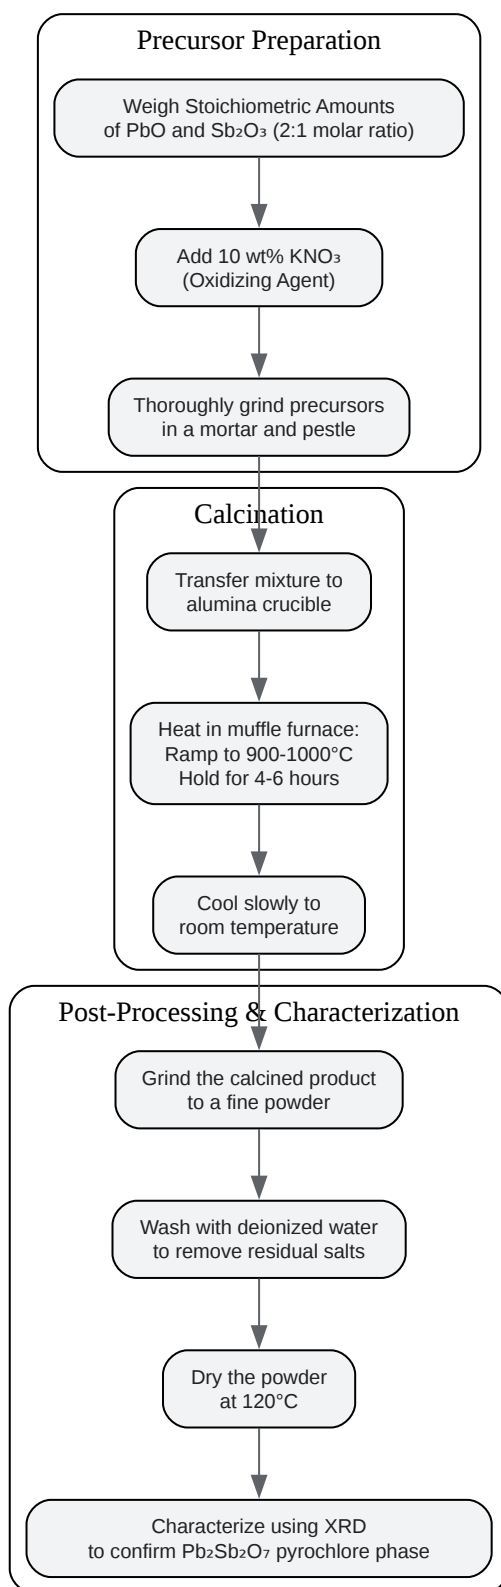 Precursor Preparation
Weigh Stoichiometric Amounts
of PbO and Sb₂O₃ (2:1 molar ratio)
Add 10 wt% KNO₃
(Oxidizing Agent)
Thoroughly grind precursors
in a mortar and pestle
Calcination
Transfer mixture to
alumina crucible
Heat in muffle furnace:
Ramp to 900-1000°C
Hold for 4-6 hours
Cool slowly to
room temperature
Post-Processing & Characterization
Grind the calcined product
to a fine powder
Wash with deionized water
to remove residual salts
Dry the powder
at 120°C
Characterize using XRD
to confirm Pb₂Sb₂O₇ pyrochlore phase